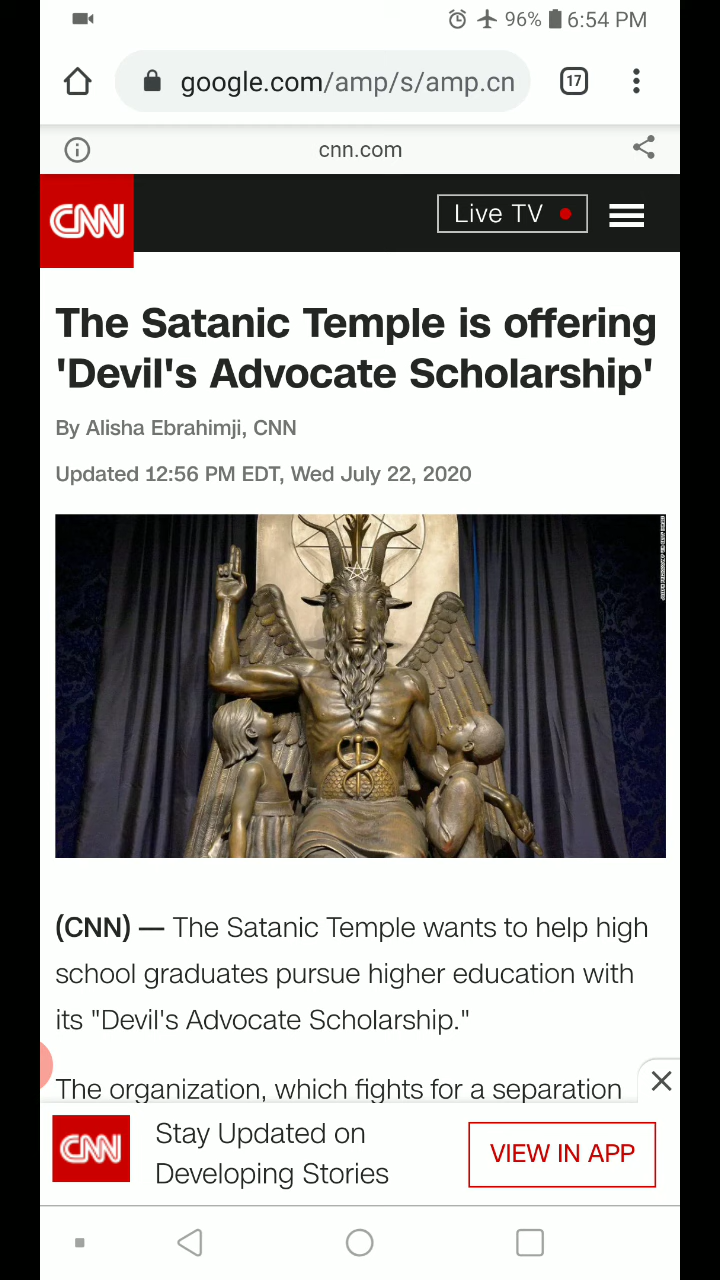 96% 6:54 PM
google.com/amp/s/amp.cn
17
cnn.com
CNN
Live TV
The Satanic Temple is offering
'Devil's Advocate Scholarship'
By Alisha Ebrahimji, CNN
Updated 12:56 PM EDT, Wed July 22, 2020
(CNN) — The Satanic Temple wants to help high
school graduates pursue higher education with
its "Devil's Advocate Scholarship."
The organization, which fights for a separation
CNN
Stay Updated on
Developing Stories
VIEW IN APP